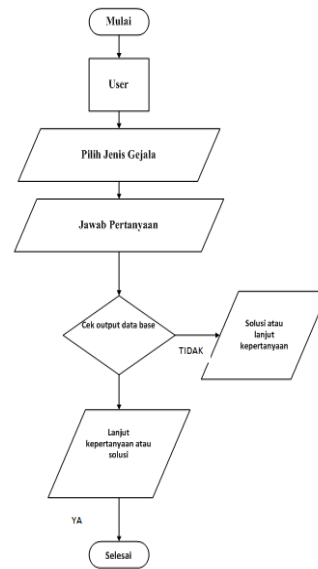 Mulai
User
Pilih Jenis Gejala
Jawab Pertanyaan
Cek output data base
TIDAK
Solusi atau
lanjut
kepertanyaan
Lanjut
kepertanyaan atau
solusi
YA
Selesai